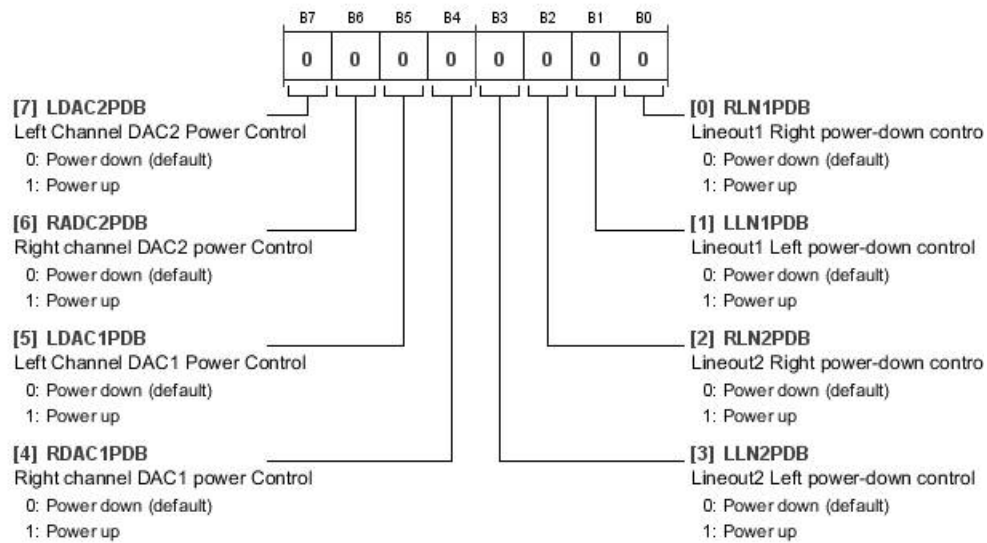 B7 B6 B5 B4 B3 B2 B1 B0
0 0 0 0 0 0 0 0
[7] LDAC2PDB
Left Channel DAC2 Power Control
0: Power down (default)
1: Power up
[6] RADC2PDB
Right channel DAC2 power Control
0: Power down (default)
1: Power up
[5] LDAC1PDB
Left Channel DAC1 Power Control
0: Power down (default)
1: Power up
[4] RDAC1PDB
Right channel DAC1 power Control
0: Power down (default)
1: Power up
[0] RLN1PDB
Lineout1 Right power-down contro
0: Power down (default)
1: Power up
[1] LLN1PDB
Lineout1 Left power-down control
0: Power down (default)
1: Power up
[2] RLN2PDB
Lineout2 Right power-down contro
0: Power down (default)
1: Power up
[3] LLN2PDB
Lineout2 Left power-down control
0: Power down (default)
1: Power up